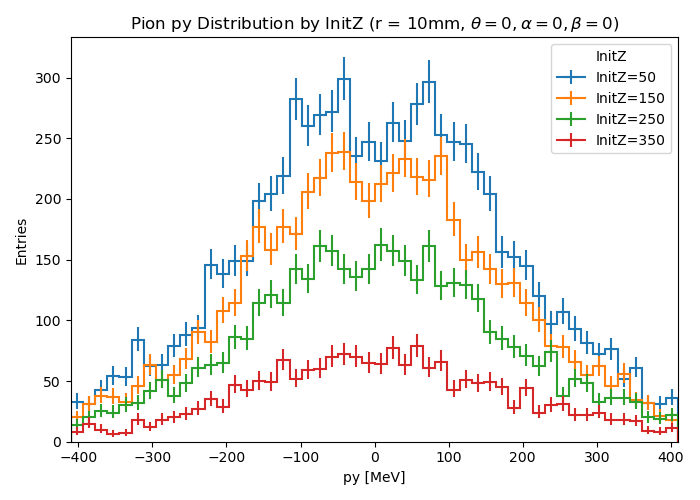 Pion py Distribution by InitZ (r = 10mm, θ = 0, α = 0, β = 0)
InitZ
InitZ=50
InitZ=150
InitZ=250
InitZ=350
Entries
300
250
200
150
100
50
0
−400 −300 −200 −100 0 100 200 300 400
py [MeV]